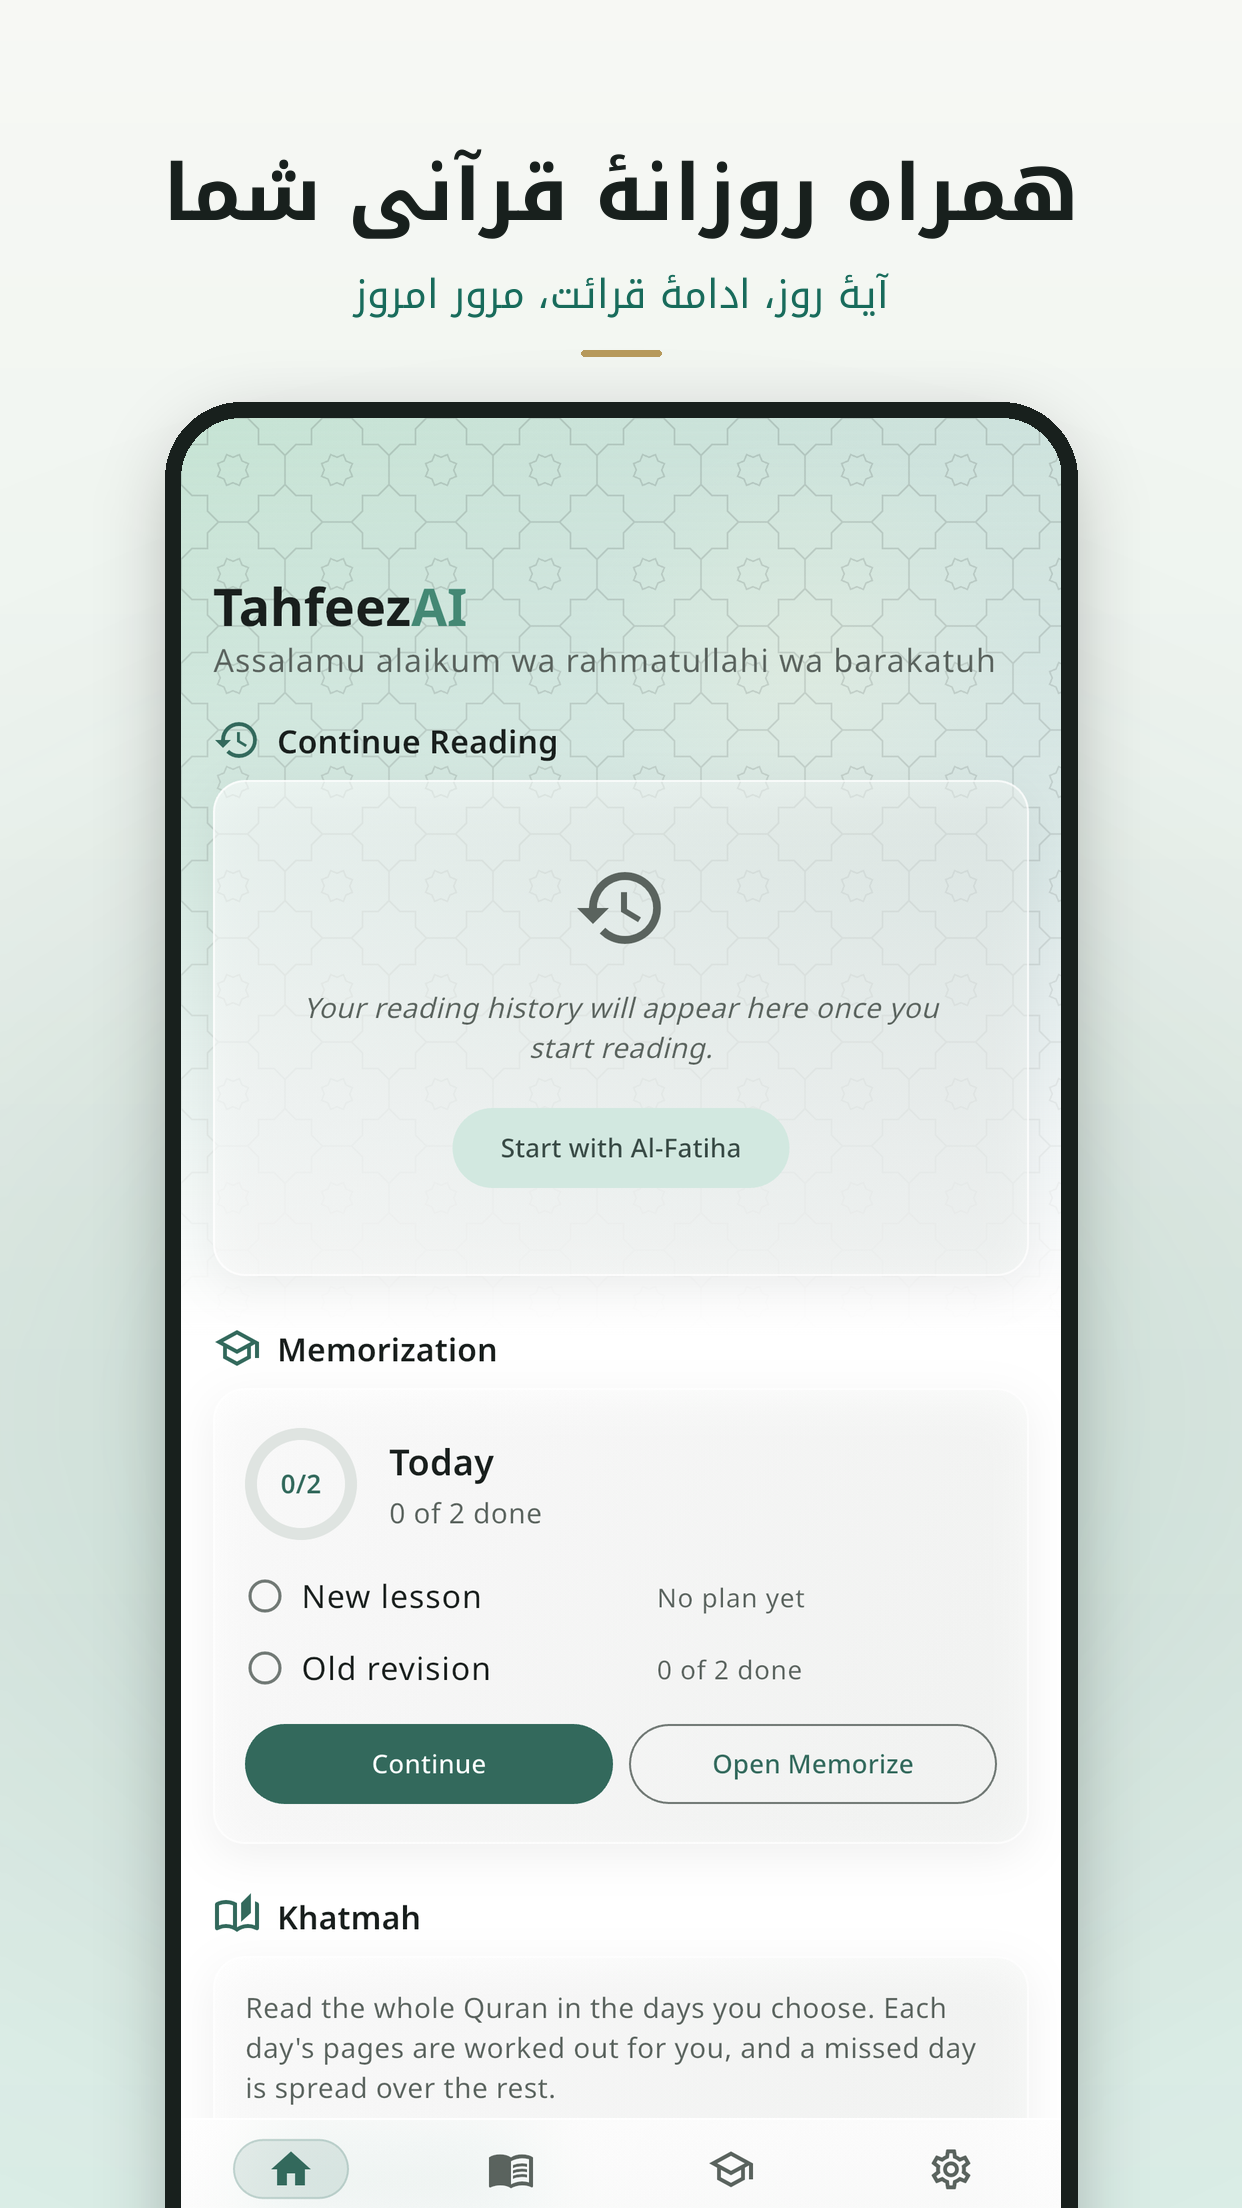 همراه روزانهٔ قرآنی شما
آیهٔ روز، ادامهٔ قرائت، مرور امروز
TahfeezAI
Assalamu alaikum wa rahmatullahi wa barakatuh
Continue Reading
Your reading history will appear here once you
start reading.
Start with Al-Fatiha
Memorization
0/2
Today
0 of 2 done
New lesson No plan yet
Old revision 0 of 2 done
Continue Open Memorize
Khatmah
Read the whole Quran in the days you choose. Each
day's pages are worked out for you, and a missed day
is spread over the rest.